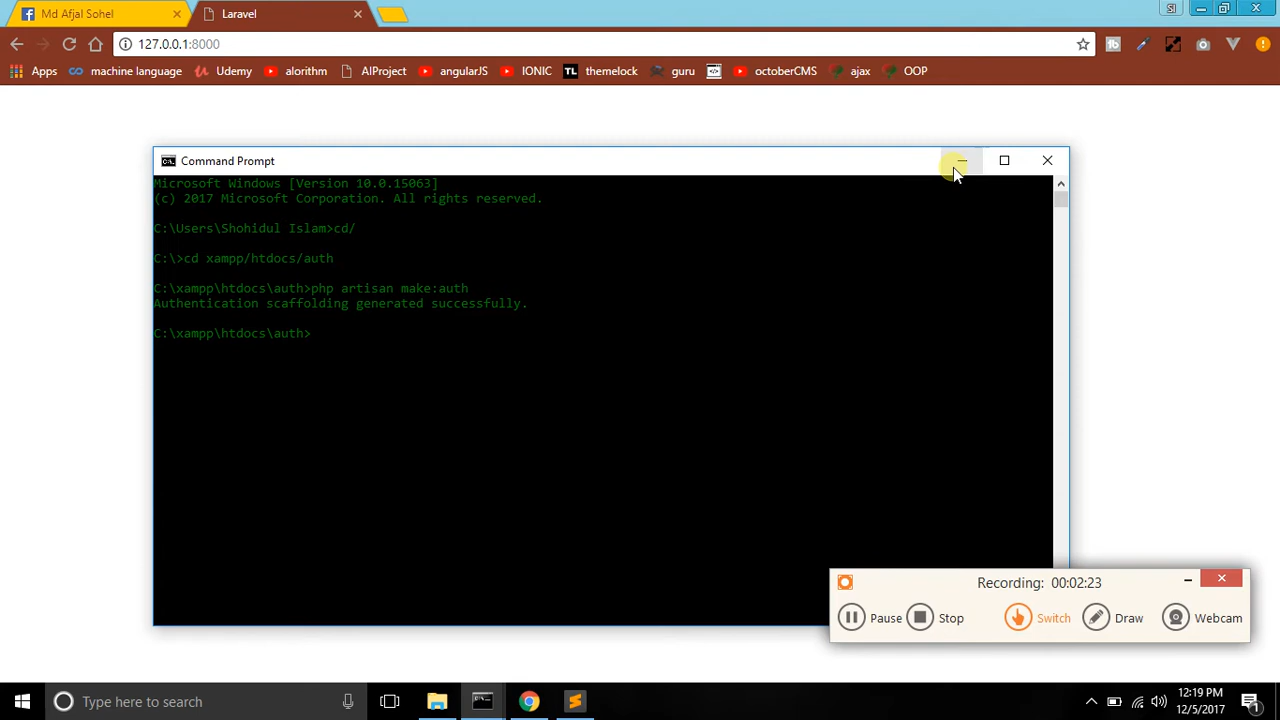 Md Afjal Sohel
Laravel
SI
127.0.0.1:8000
Apps
machine language
Udemy
alorithm
AIProject
angularJS
IONIC
TL
themelock
guru
octoberCMS
ajax
OOP
Command Prompt
Microsoft Windows [Version 10.0.15063]
(c) 2017 Microsoft Corporation. All rights reserved.
C:\Users\Shohidul Islam>cd/
C:\>cd xampp/htdocs/auth
C:\xampp\htdocs\auth>php artisan make:auth
Authentication scaffolding generated successfully.
C:\xampp\htdocs\auth>
Recording: 00:02:23
Pause
Stop
Switch
Draw
Webcam
Type here to search
12:19 PM
12/5/2017